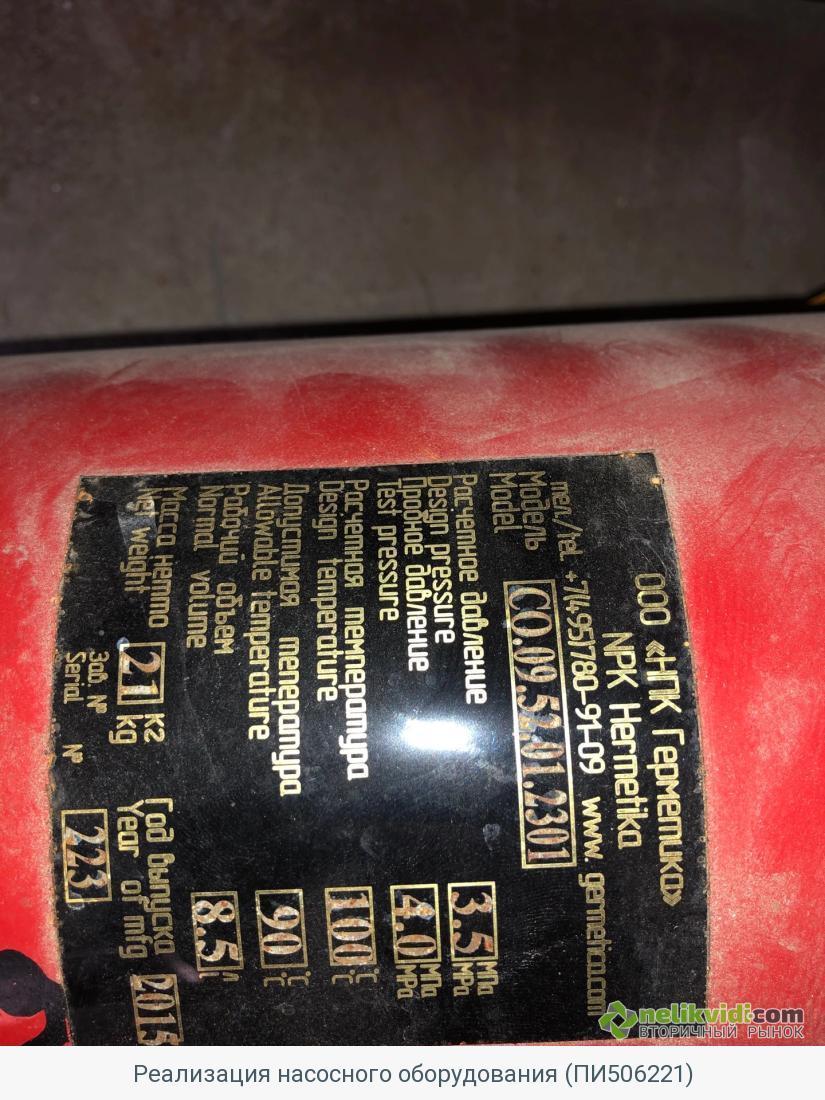 ООО «НПК Герметика»
NPK Hermetika
тел./tel. +7(495)780-91-09 www. germetica.com
Модель
Model
CO.09.52.01.2301
Расчетное давление
Design pressure
3.5 МПа
MPa
Пробное давление
Test pressure
4.0 МПа
MPa
Расчетная температура
Design temperature
100 °C
Допустимая температура
Allowable temperature
90 °C
Рабочий объем
Normal volume
8.5 л
Масса нетто
Net weight
21 кг
kg
Год выпуска
Year of mfg
2015
Зав. №
Serial №
223
nelikvidi.com
ВТОРИЧНЫЙ РЫНОК
Реализация насосного оборудования (ПИ506221)